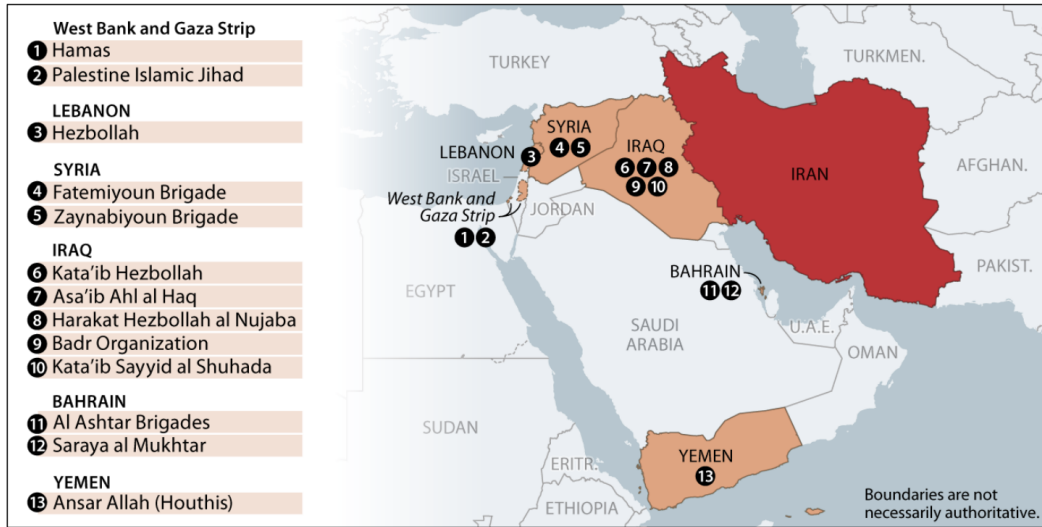 West Bank and Gaza Strip
1 Hamas
2 Palestine Islamic Jihad
LEBANON
3 Hezbollah
SYRIA
4 Fatemiyoun Brigade
5 Zaynabiyoun Brigade
IRAQ
6 Kata’ib Hezbollah
7 Asa’ib Ahl al Haq
8 Harakat Hezbollah al Nujaba
9 Badr Organization
10 Kata’ib Sayyid al Shuhada
BAHRAIN
11 Al Ashtar Brigades
12 Saraya al Mukhtar
YEMEN
13 Ansar Allah (Houthis)
TURKEY
TURKMEN.
SYRIA
4 5
LEBANON 3
IRAQ
6 7 8
9 10
ISRAEL
IRAN
AFGHAN.
West Bank and
Gaza Strip
1 2
JORDAN
PAKIST.
BAHRAIN
11 12
EGYPT
SAUDI
ARABIA
U.A.E.
OMAN
SUDAN
YEMEN
13
ERITR.
ETHIOPIA
Boundaries are not
necessarily authoritative.